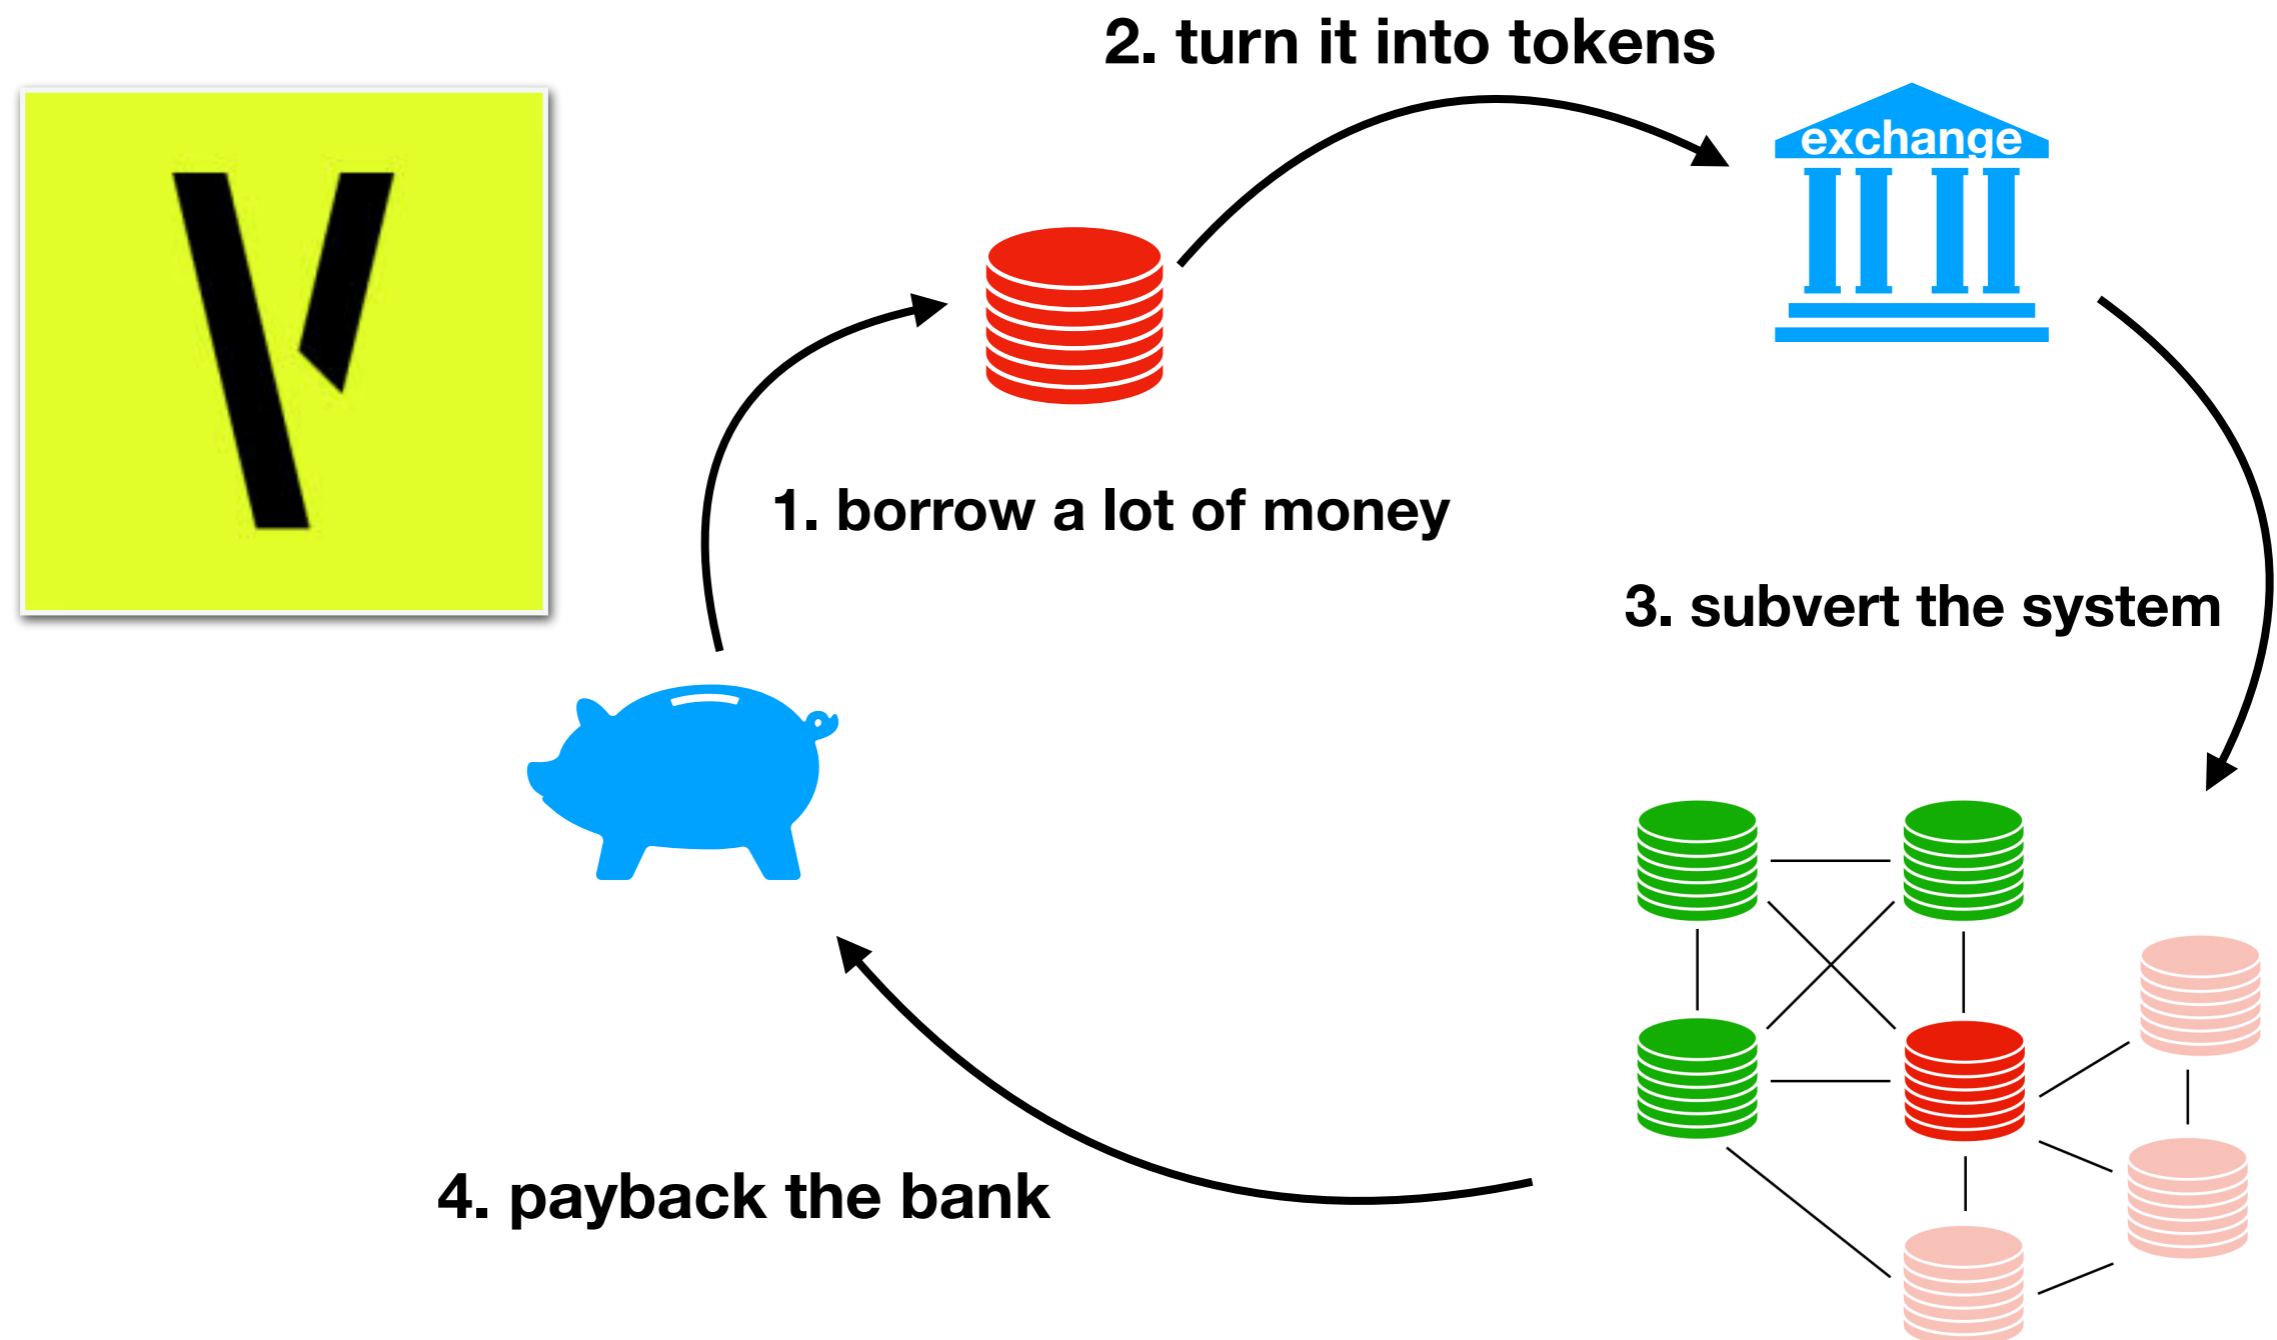 2. turn it into tokens
exchange
1. borrow a lot of money
3. subvert the system
4. payback the bank